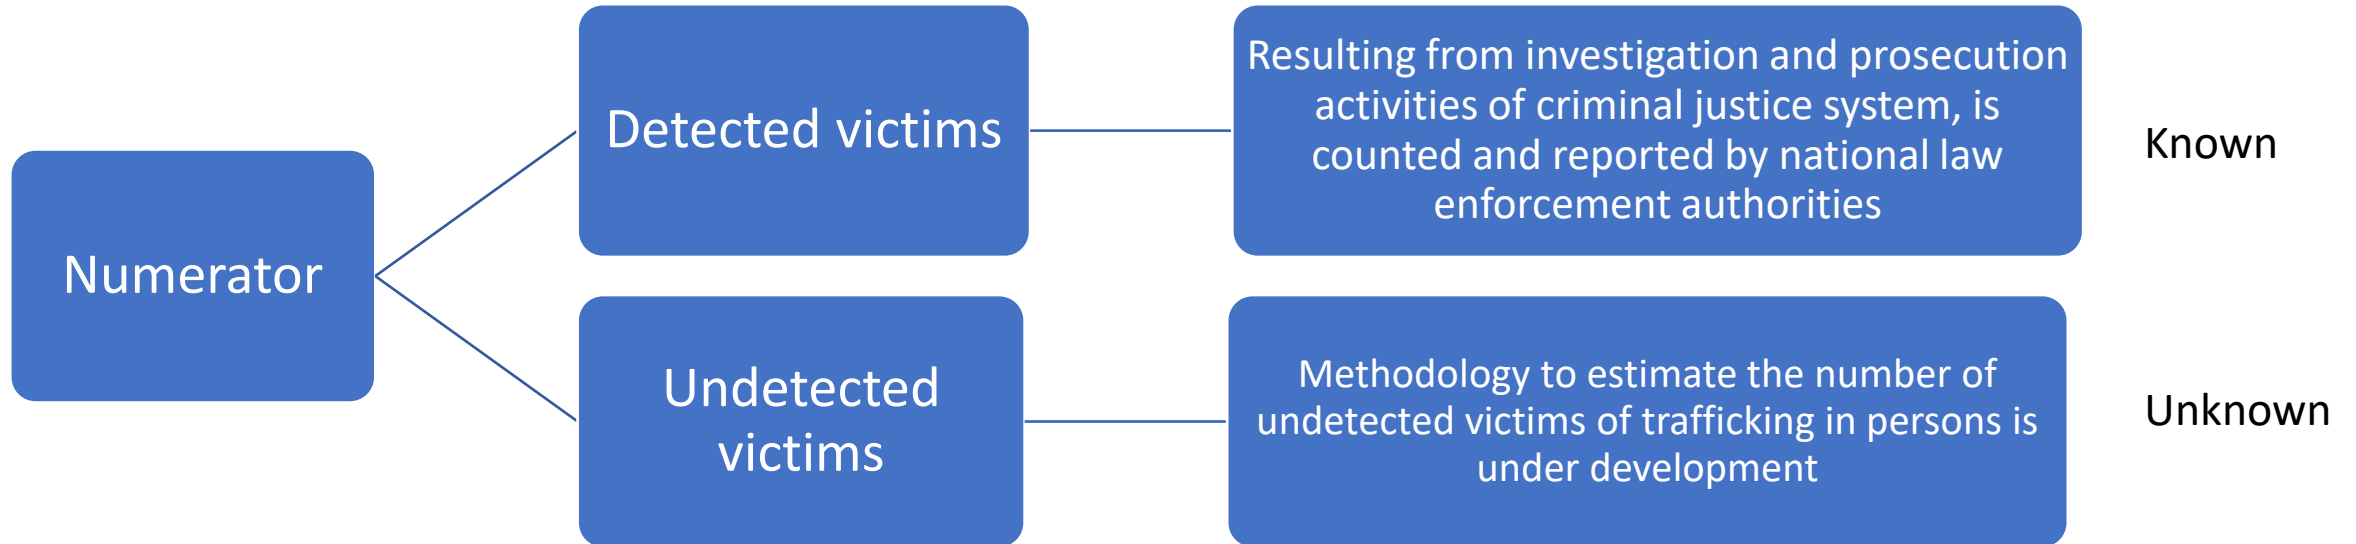 Numerator
Detected victims
Resulting from investigation and prosecution
activities of criminal justice system, is
counted and reported by national law
enforcement authorities
Known
Undetected
victims
Methodology to estimate the number of
undetected victims of trafficking in persons is
under development
Unknown